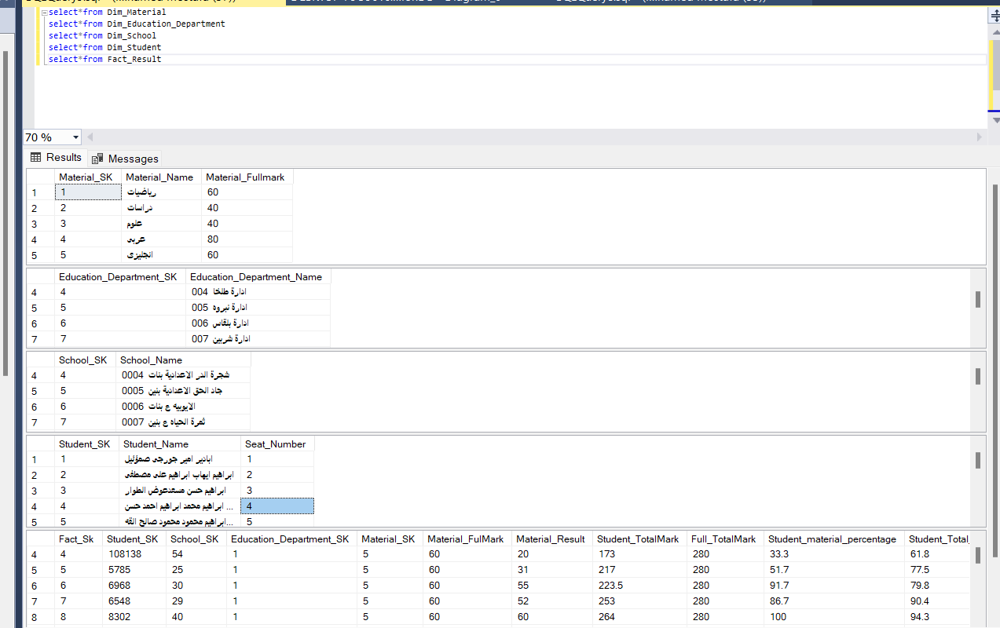 select*from Dim_Material
select*from Dim_Education_Department
select*from Dim_School
select*from Dim_Student
select*from Fact_Result
70 %
Results Messages
Material_SK Material_Name Material_Fullmark
1 1 رياضيات 60
2 2 دراسات 40
3 3 علوم 40
4 4 عربى 80
5 5 انجليزى 60
Education_Department_SK Education_Department_Name
4 4 004 ادارة طلخا
5 5 005 ادارة نبروه
6 6 006 ادارة بلقاس
7 7 007 ادارة شربين
School_SK School_Name
4 4 0004 شجرة الدر الاعدادية بنات
5 5 0005 جاد الحق الاعدادية بنين
6 6 0006 الايوبيه ع بنات
7 7 0007 ثمرة الحياه ع بنين
Student_SK Student_Name Seat_Number
1 1 ابانير امير جورجى صموئيل 1
2 2 ابراهيم ايهاب ابراهيم على مصطفى 2
3 3 ابراهيم حسن مسعدعوض الطوار 3
4 4 ابراهيم محمد ابراهيم احمد حسن ... 4
5 5 ابراهيم محمود محمود صالح القه... 5
Fact_Sk Student_SK School_SK Education_Department_SK Material_SK Material_FulMark Material_Result Student_TotalMark Full_TotalMark Student_material_percentage Student_Total_
4 4 108138 54 1 5 60 20 173 280 33.3 61.8
5 5 5785 25 1 5 60 31 217 280 51.7 77.5
6 6 6968 30 1 5 60 55 223.5 280 91.7 79.8
7 7 6548 29 1 5 60 52 253 280 86.7 90.4
8 8 8302 40 1 5 60 60 264 280 100 94.3